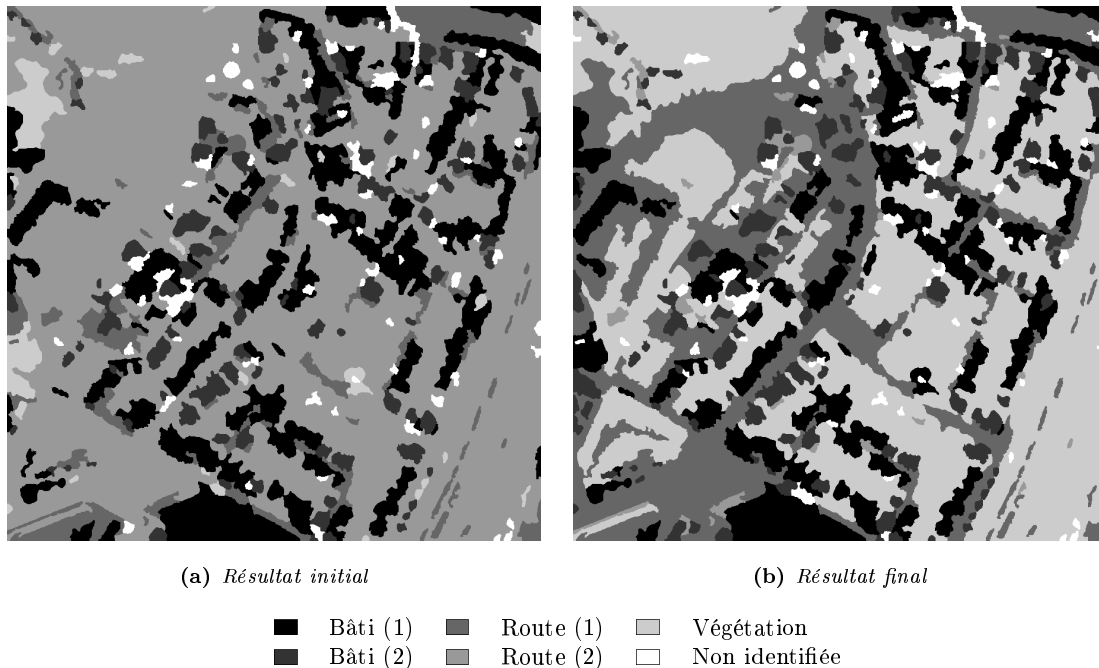 (a) Résultat initial
(b) Résultat final
Bâti (1) Route (1) Végétation
Bâti (2) Route (2) Non identifiée